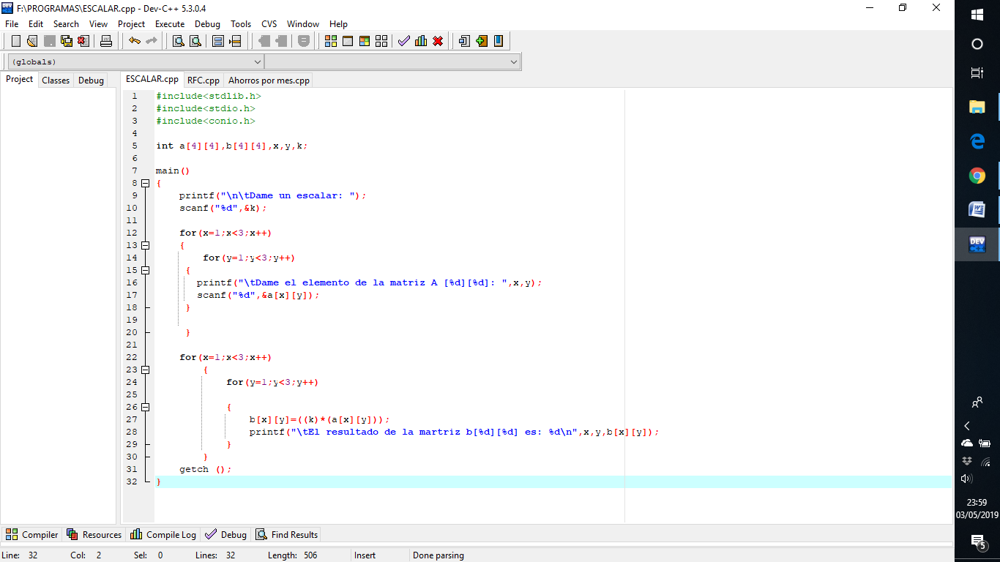 F:\PROGRAMAS\ESCALAR.cpp - Dev-C++ 5.3.0.4
File Edit Search View Project Execute Debug Tools CVS Window Help
(globals)
Project Classes Debug
ESCALAR.cpp RFC.cpp Ahorros por mes.cpp
1 #include<stdlib.h>
2 #include<stdio.h>
3 #include<conio.h>
4
5 int a[4][4],b[4][4],x,y,k;
6
7 main()
8 {
9 printf("\n\tDame un escalar: ");
10 scanf("%d",&k);
11
12 for(x=1;x<3;x++)
13 {
14 for(y=1;y<3;y++)
15 {
16 printf("\tDame el elemento de la matriz A [%d][%d]: ",x,y);
17 scanf("%d",&a[x][y]);
18 }
19
20 }
21
22 for(x=1;x<3;x++)
23 {
24 for(y=1;y<3;y++)
25
26 {
27 b[x][y]=((k)*(a[x][y]));
28 printf("\tEl resultado de la martriz b[%d][%d] es: %d\n",x,y,b[x][y]);
29 }
30 }
31 getch ();
32 }
Compiler Resources Compile Log Debug Find Results
Line: 32 Col: 2 Sel: 0 Lines: 32 Length: 506 Insert Done parsing
W
DEV
23:59
03/05/2019
5